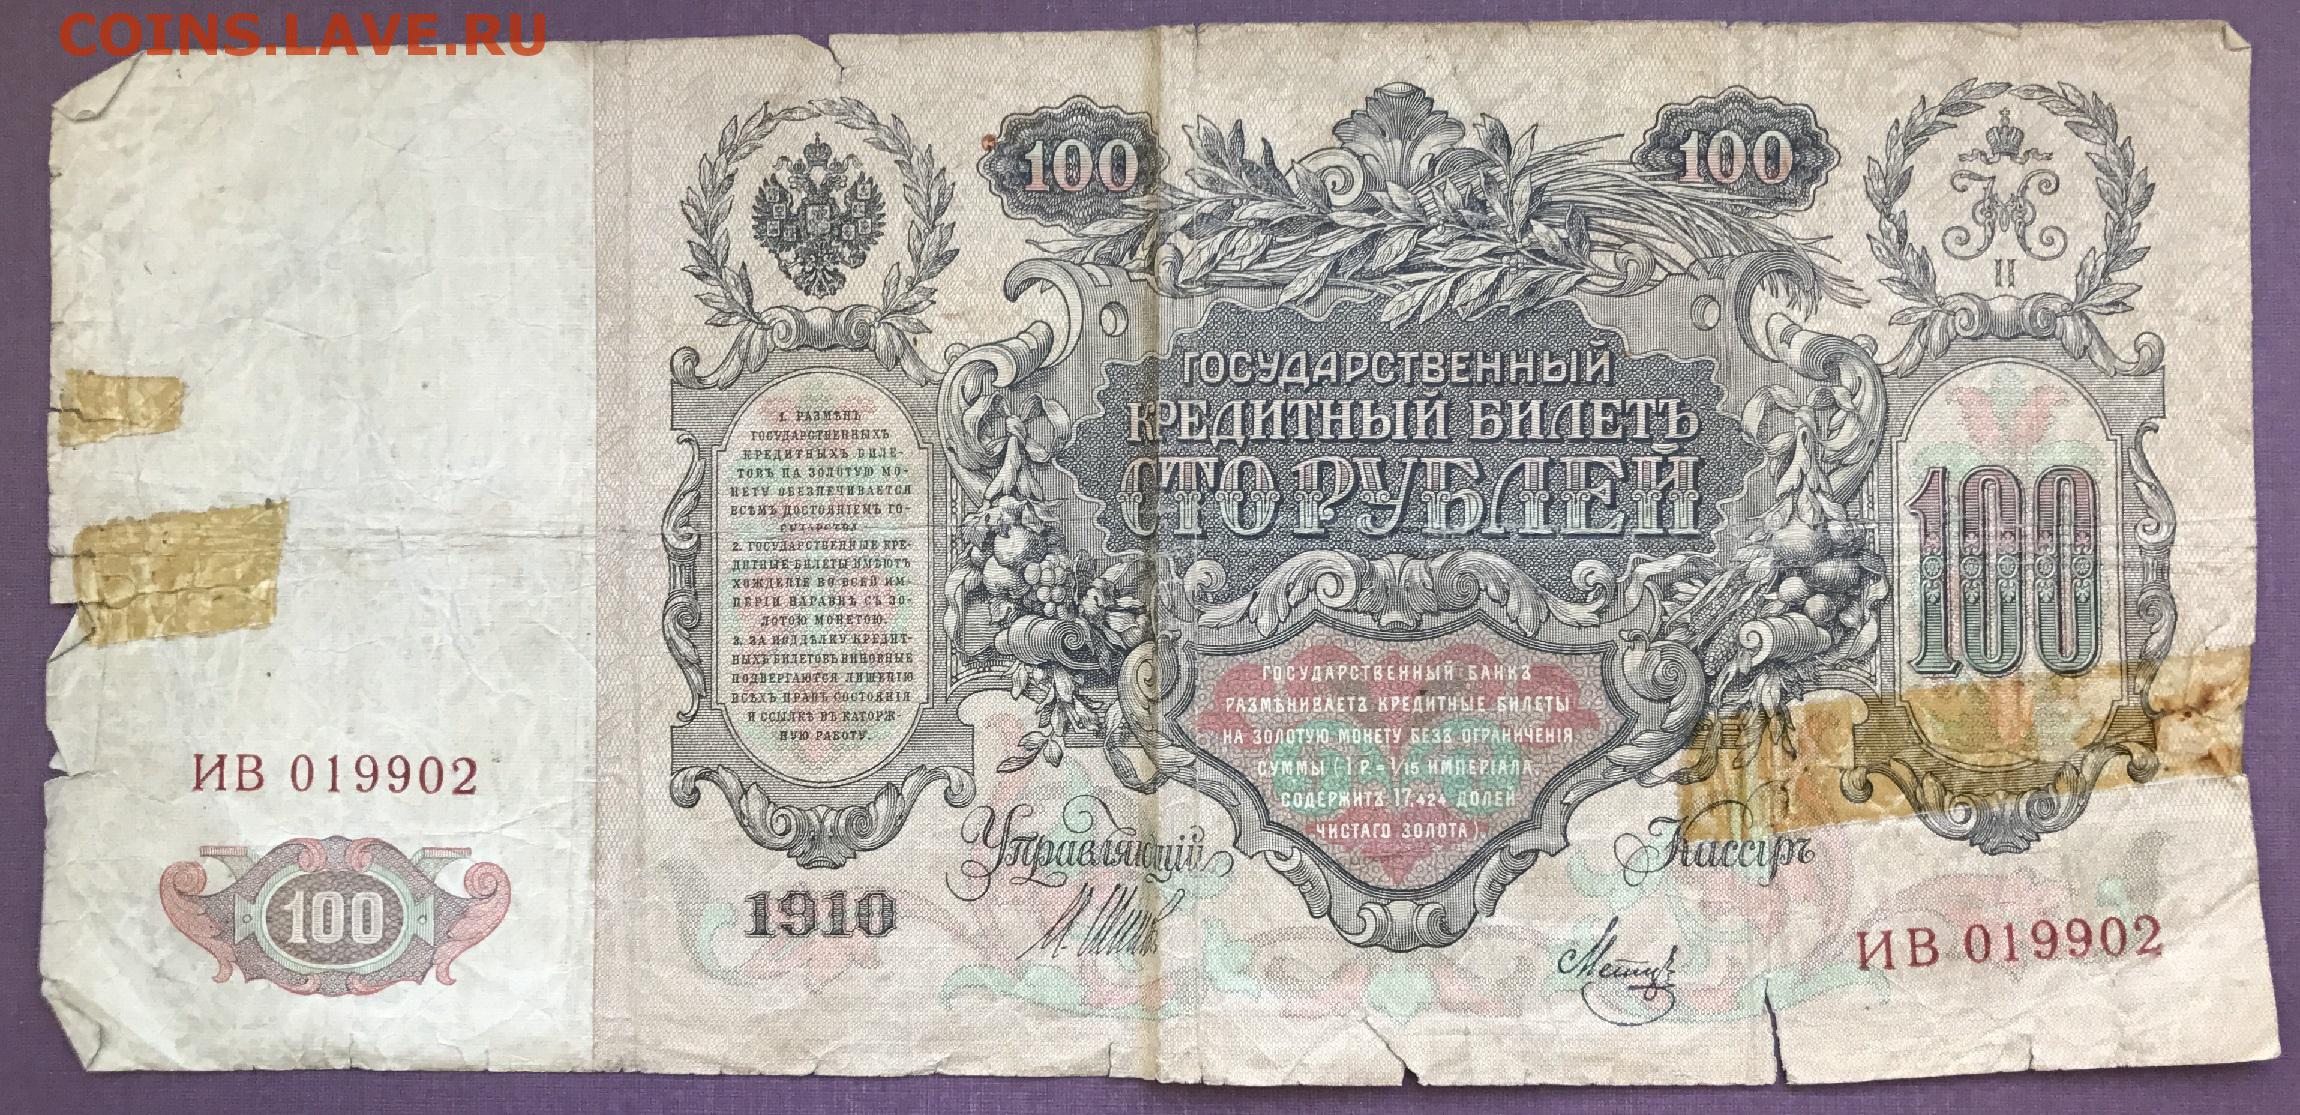 COINS.LAVE.RU
100
100
II
ГОСУДАРСТВЕННЫЙ
КРЕДИТНЫЙ БИЛЕТЪ
СТО РУБЛЕЙ
1. РАЗМѢНЪ
ГОСУДАРСТВЕННЫХЪ
КРЕДИТНЫХЪ БИЛЕ-
ТОВЪ НА ЗОЛОТУЮ МО-
НЕТУ ОБЕЗПЕЧИВАЕТСЯ
ВСѢМЪ ДОСТОЯНІЕМЪ ГО-
СУДАРСТВА.
2. ГОСУДАРСТВЕННЫЕ КРЕ-
ДИТНЫЕ БИЛЕТЫ ИМѢЮТЪ
ХОЖДЕНІЕ ВО ВСЕЙ ИМ-
ПЕРІИ НАРАВНѢ СЪ ЗО-
ЛОТОЮ МОНЕТОЮ.
3. ЗА ПОДДѢЛКУ КРЕДИТ-
НЫХЪ БИЛЕТОВЪ ВИНОВНЫЕ
ПОДВЕРГАЮТСЯ ЛИШЕНІЮ
ВСѢХЪ ПРАВЪ СОСТОЯНІЯ
И ССЫЛКѢ ВЪ КАТОРЖ-
НУЮ РАБОТУ.
100
ГОСУДАРСТВЕННЫЙ БАНКЪ
РАЗМѢНИВАЕТЪ КРЕДИТНЫЕ БИЛЕТЫ
НА ЗОЛОТУЮ МОНЕТУ БЕЗЪ ОГРАНИЧЕНІЯ
СУММЫ (1 Р.= 1/15 ИМПЕРІАЛА,
СОДЕРЖИТЪ 17,424 ДОЛЕЙ
ЧИСТАГО ЗОЛОТА).
ИВ 019902
100
1910
Управляющій
Кассиръ
ИВ 019902